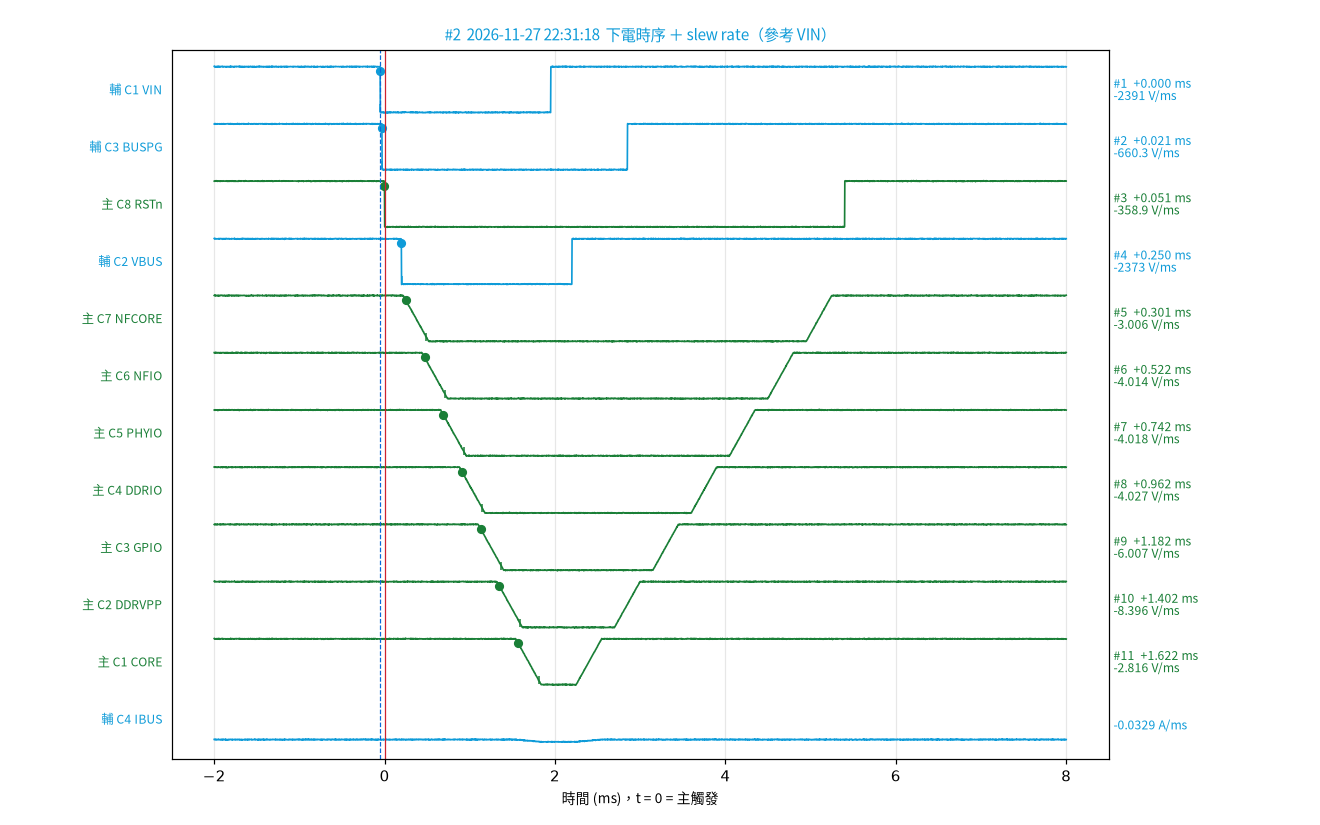 #2 2026-11-27 22:31:18 下電時序 ＋ slew rate（參考 VIN）
輔 C1 VIN
#1 +0.000 ms
-2391 V/ms
輔 C3 BUSPG
#2 +0.021 ms
-660.3 V/ms
主 C8 RSTn
#3 +0.051 ms
-358.9 V/ms
輔 C2 VBUS
#4 +0.250 ms
-2373 V/ms
主 C7 NFCORE
#5 +0.301 ms
-3.006 V/ms
主 C6 NFIO
#6 +0.522 ms
-4.014 V/ms
主 C5 PHYIO
#7 +0.742 ms
-4.018 V/ms
主 C4 DDRIO
#8 +0.962 ms
-4.027 V/ms
主 C3 GPIO
#9 +1.182 ms
-6.007 V/ms
主 C2 DDRVPP
#10 +1.402 ms
-8.396 V/ms
主 C1 CORE
#11 +1.622 ms
-2.816 V/ms
輔 C4 IBUS
-0.0329 A/ms
−2 0 2 4 6 8
時間 (ms)，t = 0 = 主觸發